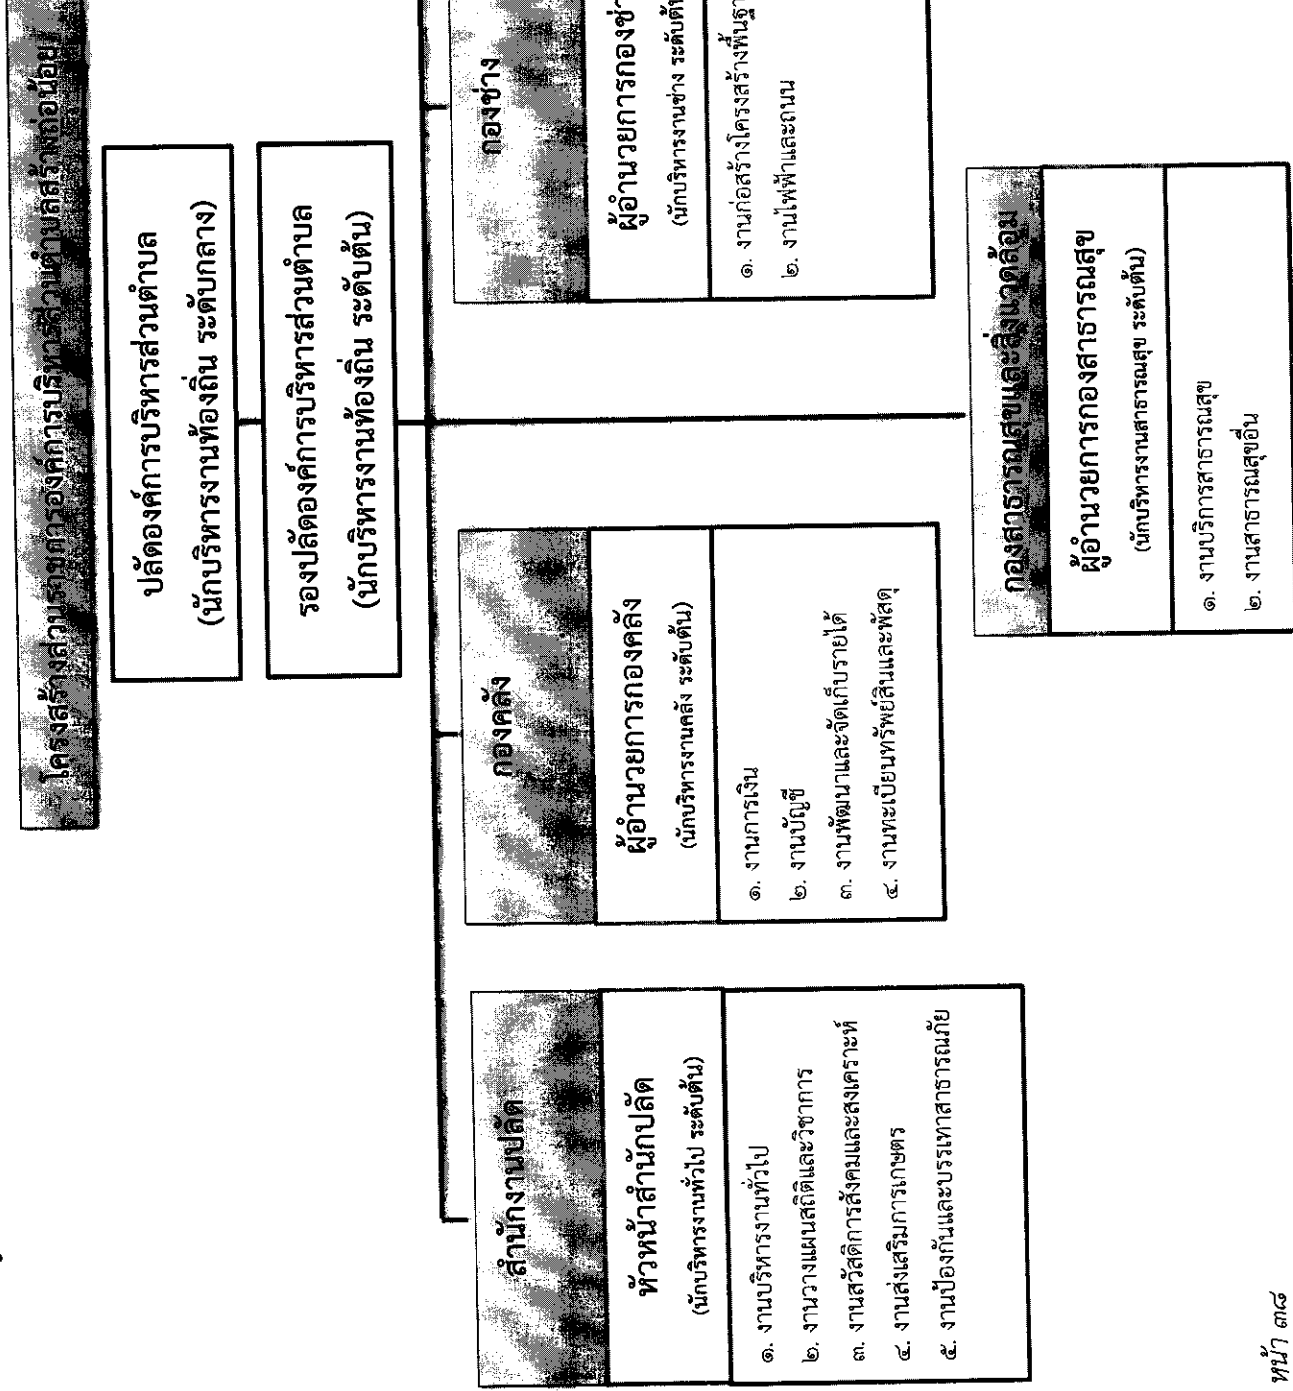 โครงสร้างส่วนราชการองค์การบริหารส่วนตำบลสร้างถ่อน้อย
ปลัดองค์การบริหารส่วนตำบล
(นักบริหารงานท้องถิ่น ระดับกลาง)
รองปลัดองค์การบริหารส่วนตำบล
(นักบริหารงานท้องถิ่น ระดับต้น)
สำนักงานปลัด
หัวหน้าสำนักปลัด
(นักบริหารงานทั่วไป ระดับต้น)
๑. งานบริหารงานทั่วไป
๒. งานวางแผนสถิติและวิชาการ
๓. งานสวัสดิการสังคมและสงเคราะห์
๔. งานส่งเสริมการเกษตร
๕. งานป้องกันและบรรเทาสาธารณภัย
กองคลัง
ผู้อำนวยการกองคลัง
(นักบริหารงานคลัง ระดับต้น)
๑. งานการเงิน
๒. งานบัญชี
๓. งานพัฒนาและจัดเก็บรายได้
๔. งานทะเบียนทรัพย์สินและพัสดุ
กองช่าง
ผู้อำนวยการกองช่า
(นักบริหารงานช่าง ระดับต้น
๑. งานก่อสร้างโครงสร้างพื้นฐา
๒. งานไฟฟ้าและถนน
กองสาธารณสุขและสิ่งแวดล้อม
ผู้อำนวยการกองสาธารณสุข
(นักบริหารงานสาธารณสุข ระดับต้น)
๑. งานบริการสาธารณสุข
๒. งานสาธารณสุขอื่น
หน้า ๓๘